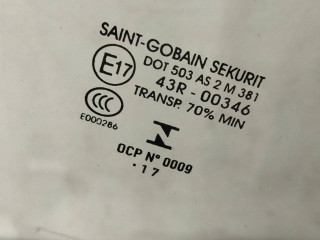 SAINT-GOBAIN SEKURIT
E17
DOT 503 AS 2 M 381
43R - 00346
TRANSP. 70% MIN
CCC
E000286
OCP Nº 0009
.17